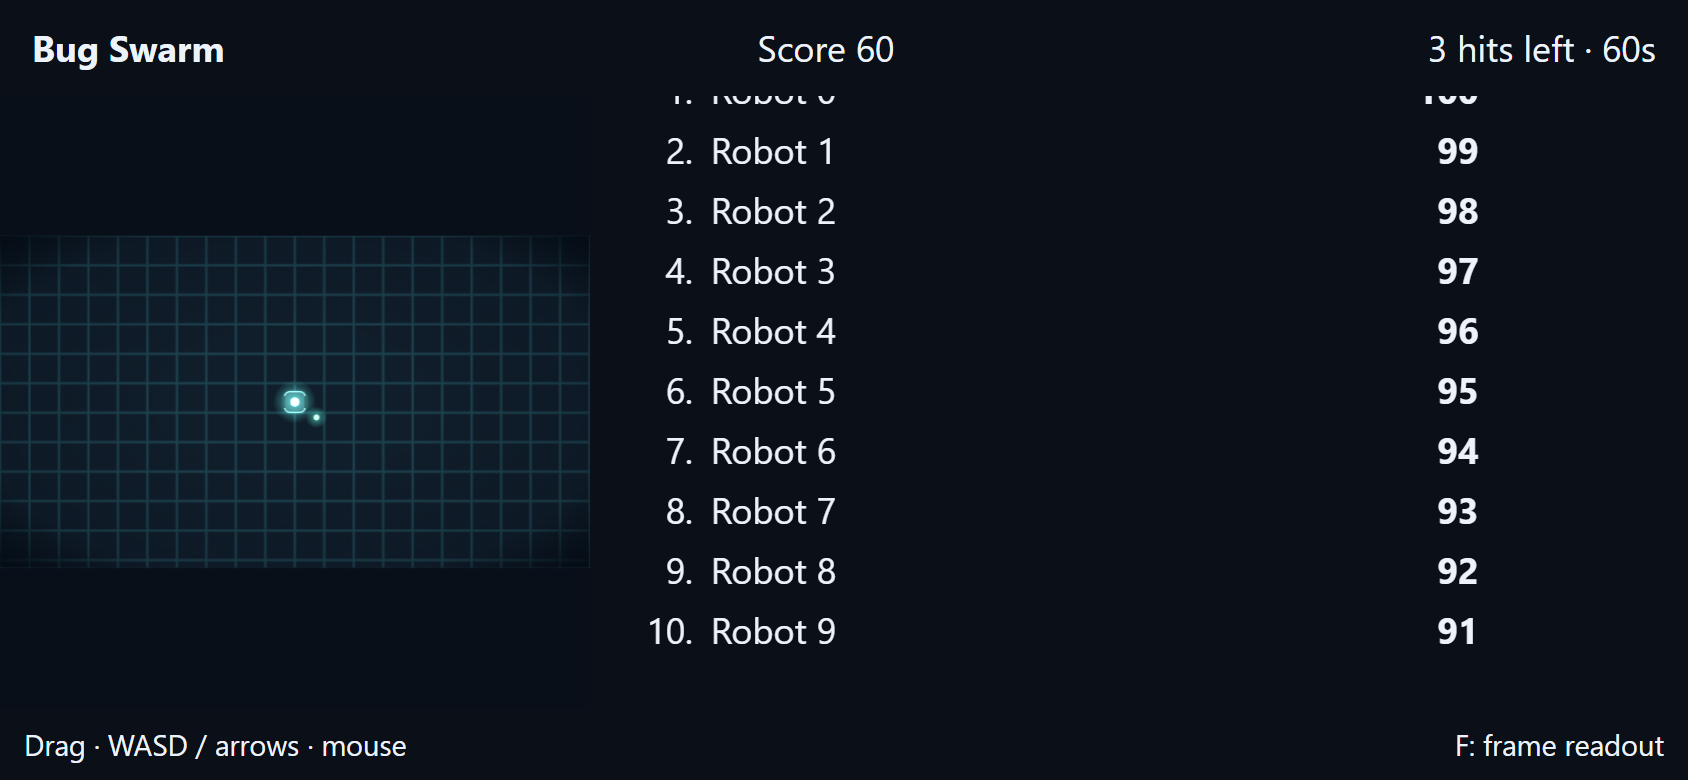 Bug Swarm
Score 60
3 hits left · 60s
2. Robot 1 99
3. Robot 2 98
4. Robot 3 97
5. Robot 4 96
6. Robot 5 95
7. Robot 6 94
8. Robot 7 93
9. Robot 8 92
10. Robot 9 91
Drag · WASD / arrows · mouse
F: frame readout